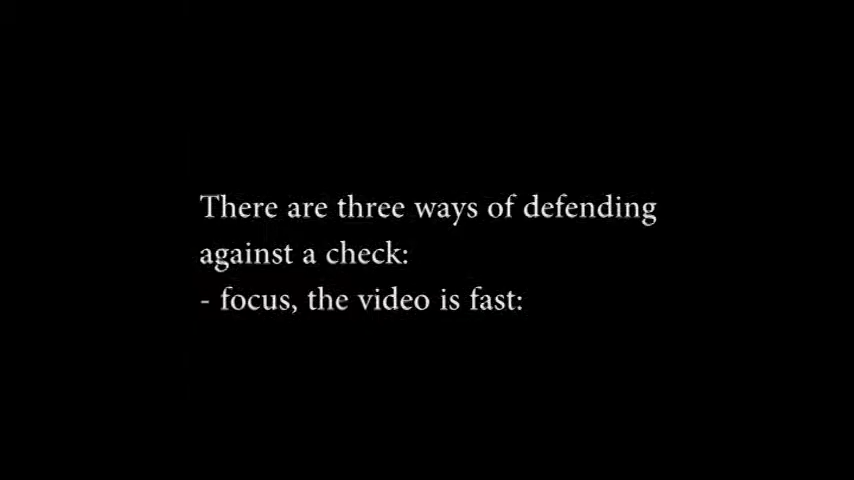 There are three ways of defending
against a check:
- focus, the video is fast: